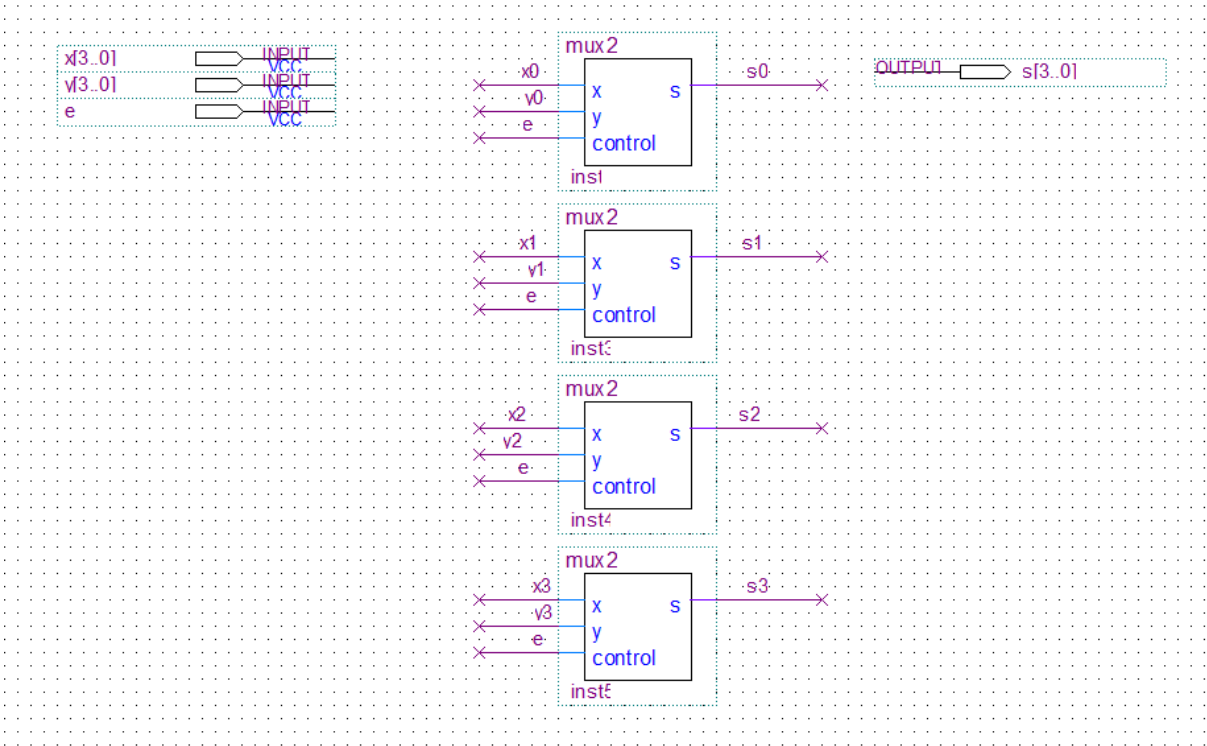 x[3..0] INPUT VCC
y[3..0] INPUT VCC
e INPUT VCC
mux2
x0
y0
e
x
y
control
s
s0
inst
OUTPUT s[3..0]
mux2
x1
y1
e
x
y
control
s
s1
inst3
mux2
x2
y2
e
x
y
control
s
s2
inst4
mux2
x3
y3
e
x
y
control
s
s3
inst5